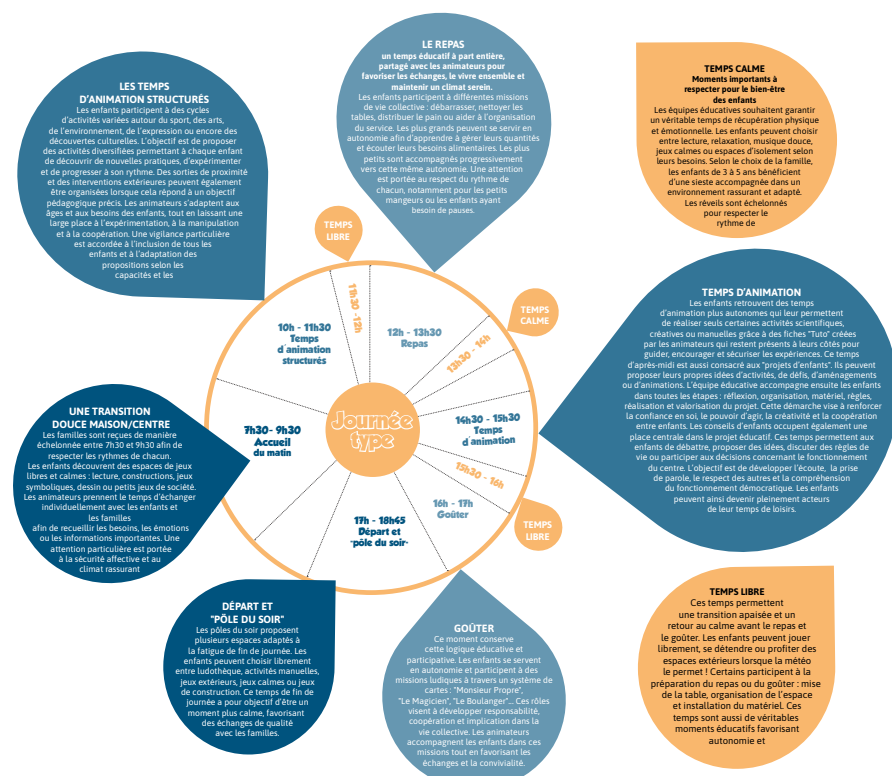 LE REPAS
un temps éducatif à part entière,
partagé avec les animateurs pour
favoriser les échanges, le vivre ensemble et
maintenir un climat serein.
Les enfants participent à différentes missions
de vie collective : débarrasser, nettoyer les
tables, distribuer le pain ou aider à l'organisation
du service. Les plus grands peuvent se servir en
autonomie afin d'apprendre à gérer leurs quantités
et écouter leurs besoins alimentaires. Les plus
petits sont accompagnés progressivement
vers cette même autonomie. Une attention
est portée au respect du rythme de
chacun, notamment pour les petits
mangeurs ou les enfants ayant
besoin de pauses.
LES TEMPS
D'ANIMATION STRUCTURÉS
Les enfants participent à des cycles
d'activités variées autour du sport, des arts,
de l'environnement, de l'expression ou encore des
découvertes culturelles. L'objectif est de proposer
des activités diversifiées permettant à chaque enfant
de découvrir de nouvelles pratiques, d'expérimenter
et de progresser à son rythme. Des sorties de proximité
et des interventions extérieures peuvent également
être organisées lorsque cela répond à un objectif
pédagogique précis. Les animateurs s'adaptent aux
âges et aux besoins des enfants, tout en laissant une
large place à l'expérimentation, à la manipulation
et à la coopération. Une vigilance particulière
est accordée à l'inclusion de tous les
enfants et à l'adaptation des
propositions selon les
capacités et les
TEMPS CALME
Moments importants à
respecter pour le bien-être
des enfants
Les équipes éducatives souhaitent garantir
un véritable temps de récupération physique
et émotionnelle. Les enfants peuvent choisir
entre lecture, relaxation, musique douce,
jeux calmes ou espaces d'isolement selon
leurs besoins. Selon le choix de la famille,
les enfants de 3 à 5 ans bénéficient
d'une sieste accompagnée dans un
environnement rassurant et adapté.
Les réveils sont échelonnés
pour respecter le
rythme de
TEMPS
LIBRE
TEMPS
CALME
10h - 11h30
Temps
d'animation
structurés
11h30 - 12h
12h - 13h30
Repas
13h30 - 14h
14h30 - 15h30
Temps
d'animation
15h30 - 16h
16h - 17h
Goûter
17h - 18h45
Départ et
"pôle du soir"
7h30- 9h30
Accueil
du matin
Journée
type
TEMPS
LIBRE
TEMPS D'ANIMATION
Les enfants retrouvent des temps
d'animation plus autonomes qui leur permettent
de réaliser seuls certaines activités scientifiques,
créatives ou manuelles grâce à des fiches "Tuto" créées
par les animateurs qui restent présents à leurs côtés pour
guider, encourager et sécuriser les expériences. Ce temps
d'après-midi est aussi consacré aux "projets d'enfants". Ils peuvent
proposer leurs propres idées d'activités, de défis, d'aménagements
ou d'animations. L'équipe éducative accompagne ensuite les enfants
dans toutes les étapes : réflexion, organisation, matériel, règles,
réalisation et valorisation du projet. Cette démarche vise à renforcer
la confiance en soi, le pouvoir d'agir, la créativité et la coopération
entre enfants. Les conseils d'enfants occupent également une
place centrale dans le projet éducatif. Ces temps permettent aux
enfants de débattre, proposer des idées, discuter des règles de
vie ou participer aux décisions concernant le fonctionnement
du centre. L'objectif est de développer l'écoute, la prise
de parole, le respect des autres et la compréhension
du fonctionnement démocratique. Les enfants
peuvent ainsi devenir pleinement acteurs
de leur temps de loisirs.
UNE TRANSITION
DOUCE MAISON/CENTRE
Les familles sont reçues de manière
échelonnée entre 7h30 et 9h30 afin de
respecter les rythmes de chacun.
Les enfants découvrent des espaces de jeux
libres et calmes : lecture, constructions, jeux
symboliques, dessin ou petits jeux de société.
Les animateurs prennent le temps d'échanger
individuellement avec les enfants et
les familles
afin de recueillir les besoins, les émotions
ou les informations importantes. Une
attention particulière est portée
à la sécurité affective et au
climat rassurant
DÉPART ET
"PÔLE DU SOIR"
Les pôles du soir proposent
plusieurs espaces adaptés à
la fatigue de fin de journée. Les
enfants peuvent choisir librement
entre ludothèque, activités manuelles,
jeux extérieurs, jeux calmes ou jeux
de construction. Ce temps de fin de
journée a pour objectif d'être un
moment plus calme, favorisant
des échanges de qualité
avec les familles.
GOÛTER
Ce moment conserve
cette logique éducative et
participative. Les enfants se servent
en autonomie et participent à des
missions ludiques à travers un système de
cartes : "Monsieur Propre",
"Le Magicien", "Le Boulanger"... Ces rôles
visent à développer responsabilité,
coopération et implication dans la
vie collective. Les animateurs
accompagnent les enfants dans ces
missions tout en favorisant les
échanges et la convivialité.
TEMPS LIBRE
Ces temps permettent
une transition apaisée et un
retour au calme avant le repas et
le goûter. Les enfants peuvent jouer
librement, se détendre ou profiter des
espaces extérieurs lorsque la météo
le permet ! Certains participent à la
préparation du repas ou du goûter : mise
de la table, organisation de l'espace
et installation du matériel. Ces
temps sont aussi de véritables
moments éducatifs favorisant
autonomie et